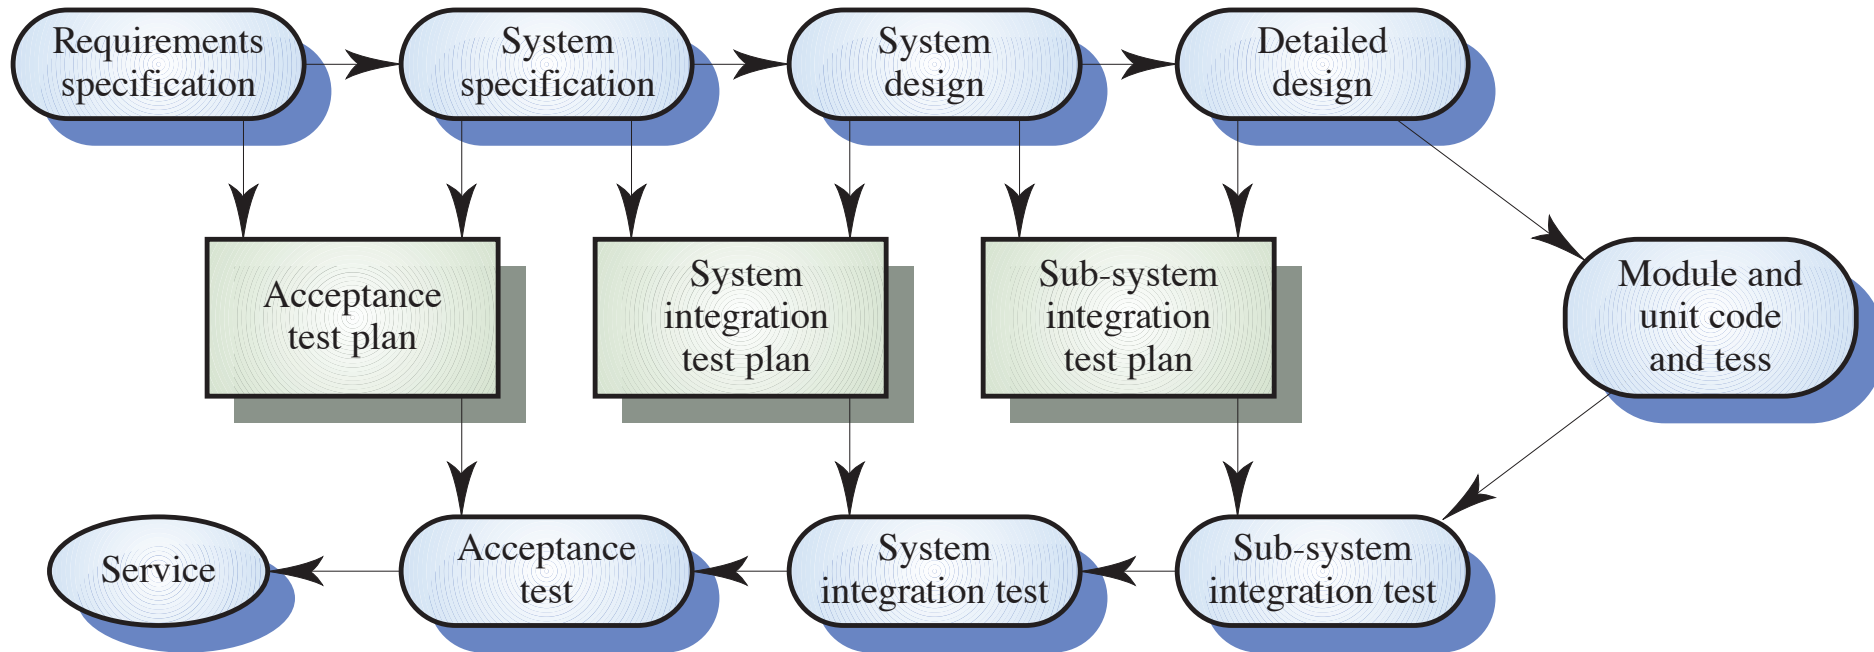 Requirements
specification
System
specification
System
design
Detailed
design
Acceptance
test plan
System
integration
test plan
Sub-system
integration
test plan
Module and
unit code
and tess
Service
Acceptance
test
System
integration test
Sub-system
integration test